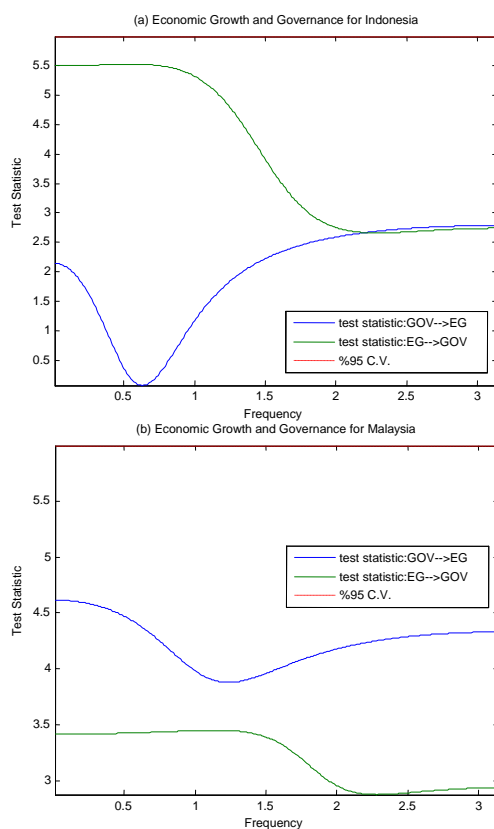 (a) Economic Growth and Governance for Indonesia
5.5
5
4.5
4
3.5
3
2.5
2
1.5
1
0.5
Test Statistic
test statistic:GOV-->EG
test statistic:EG-->GOV
%95 C.V.
0.5 1 1.5 2 2.5 3
Frequency
(b) Economic Growth and Governance for Malaysia
5.5
5
4.5
4
3.5
3
Test Statistic
test statistic:GOV-->EG
test statistic:EG-->GOV
%95 C.V.
0.5 1 1.5 2 2.5 3
Frequency